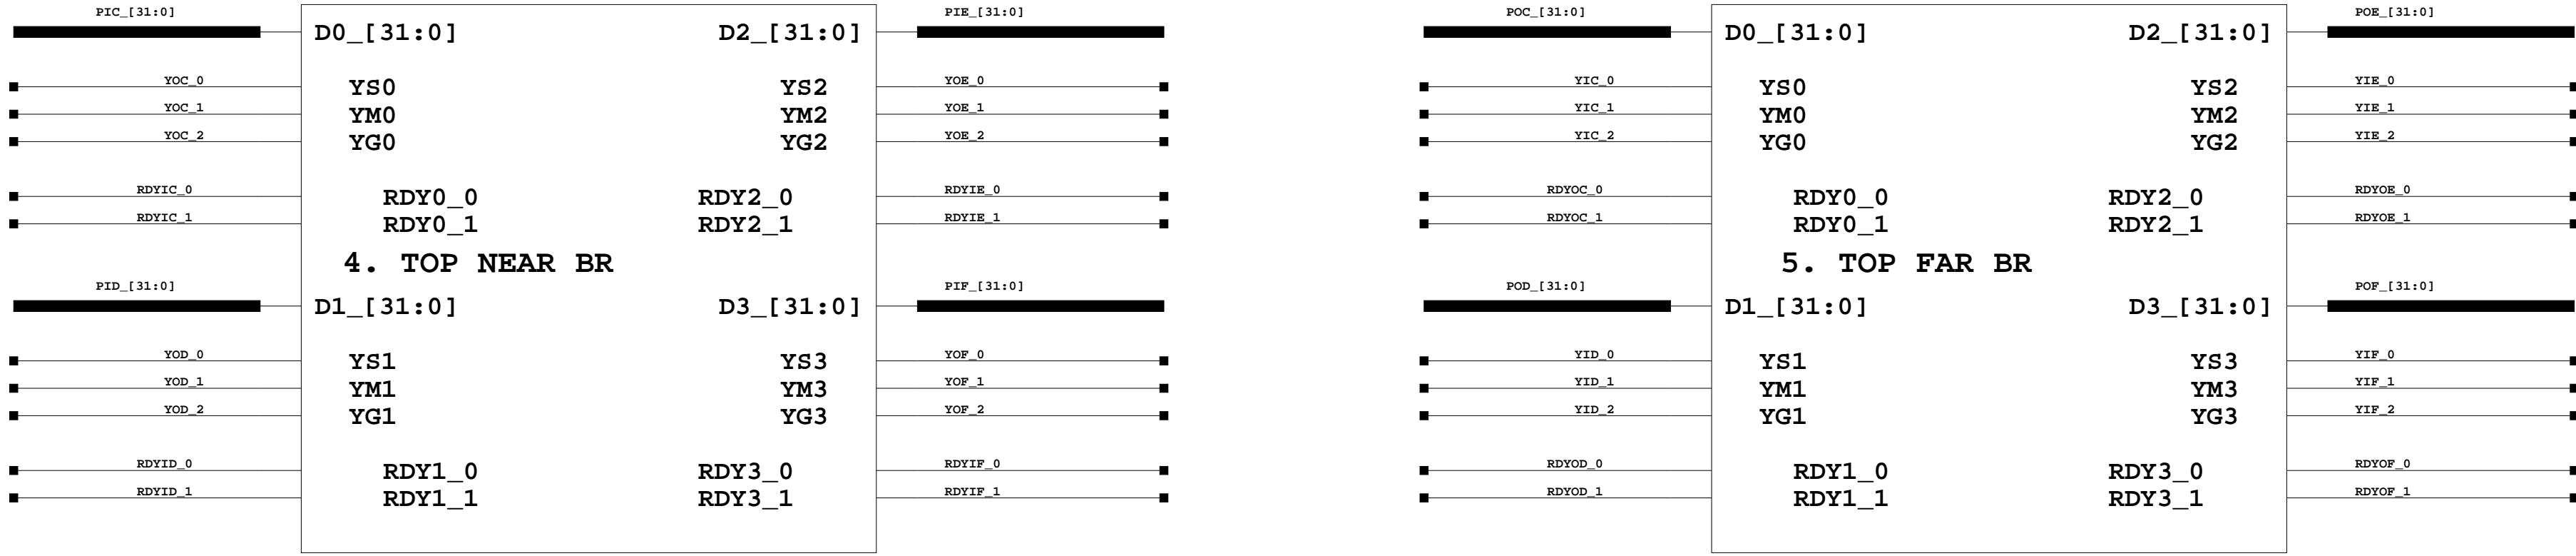 PIC_[31:0] PIE_[31:0] POC_[31:0] POE_[31:0]
D0_[31:0] D2_[31:0] D0_[31:0] D2_[31:0]
YOC_0 YS0 YS2 YOE_0 YIC_0 YS0 YS2 YIE_0
YOC_1 YM0 YM2 YOE_1 YIC_1 YM0 YM2 YIE_1
YOC_2 YG0 YG2 YOE_2 YIC_2 YG0 YG2 YIE_2
RDYIC_0 RDY0_0 RDY2_0 RDYIE_0 RDYOC_0 RDY0_0 RDY2_0 RDYOE_0
RDYIC_1 RDY0_1 RDY2_1 RDYIE_1 RDYOC_1 RDY0_1 RDY2_1 RDYOE_1
4. TOP NEAR BR 5. TOP FAR BR
PID_[31:0] PIF_[31:0] POD_[31:0] POF_[31:0]
D1_[31:0] D3_[31:0] D1_[31:0] D3_[31:0]
YOD_0 YS1 YS3 YOF_0 YID_0 YS1 YS3 YIF_0
YOD_1 YM1 YM3 YOF_1 YID_1 YM1 YM3 YIF_1
YOD_2 YG1 YG3 YOF_2 YID_2 YG1 YG3 YIF_2
RDYID_0 RDY1_0 RDY3_0 RDYIF_0 RDYOD_0 RDY1_0 RDY3_0 RDYOF_0
RDYID_1 RDY1_1 RDY3_1 RDYIF_1 RDYOD_1 RDY1_1 RDY3_1 RDYOF_1